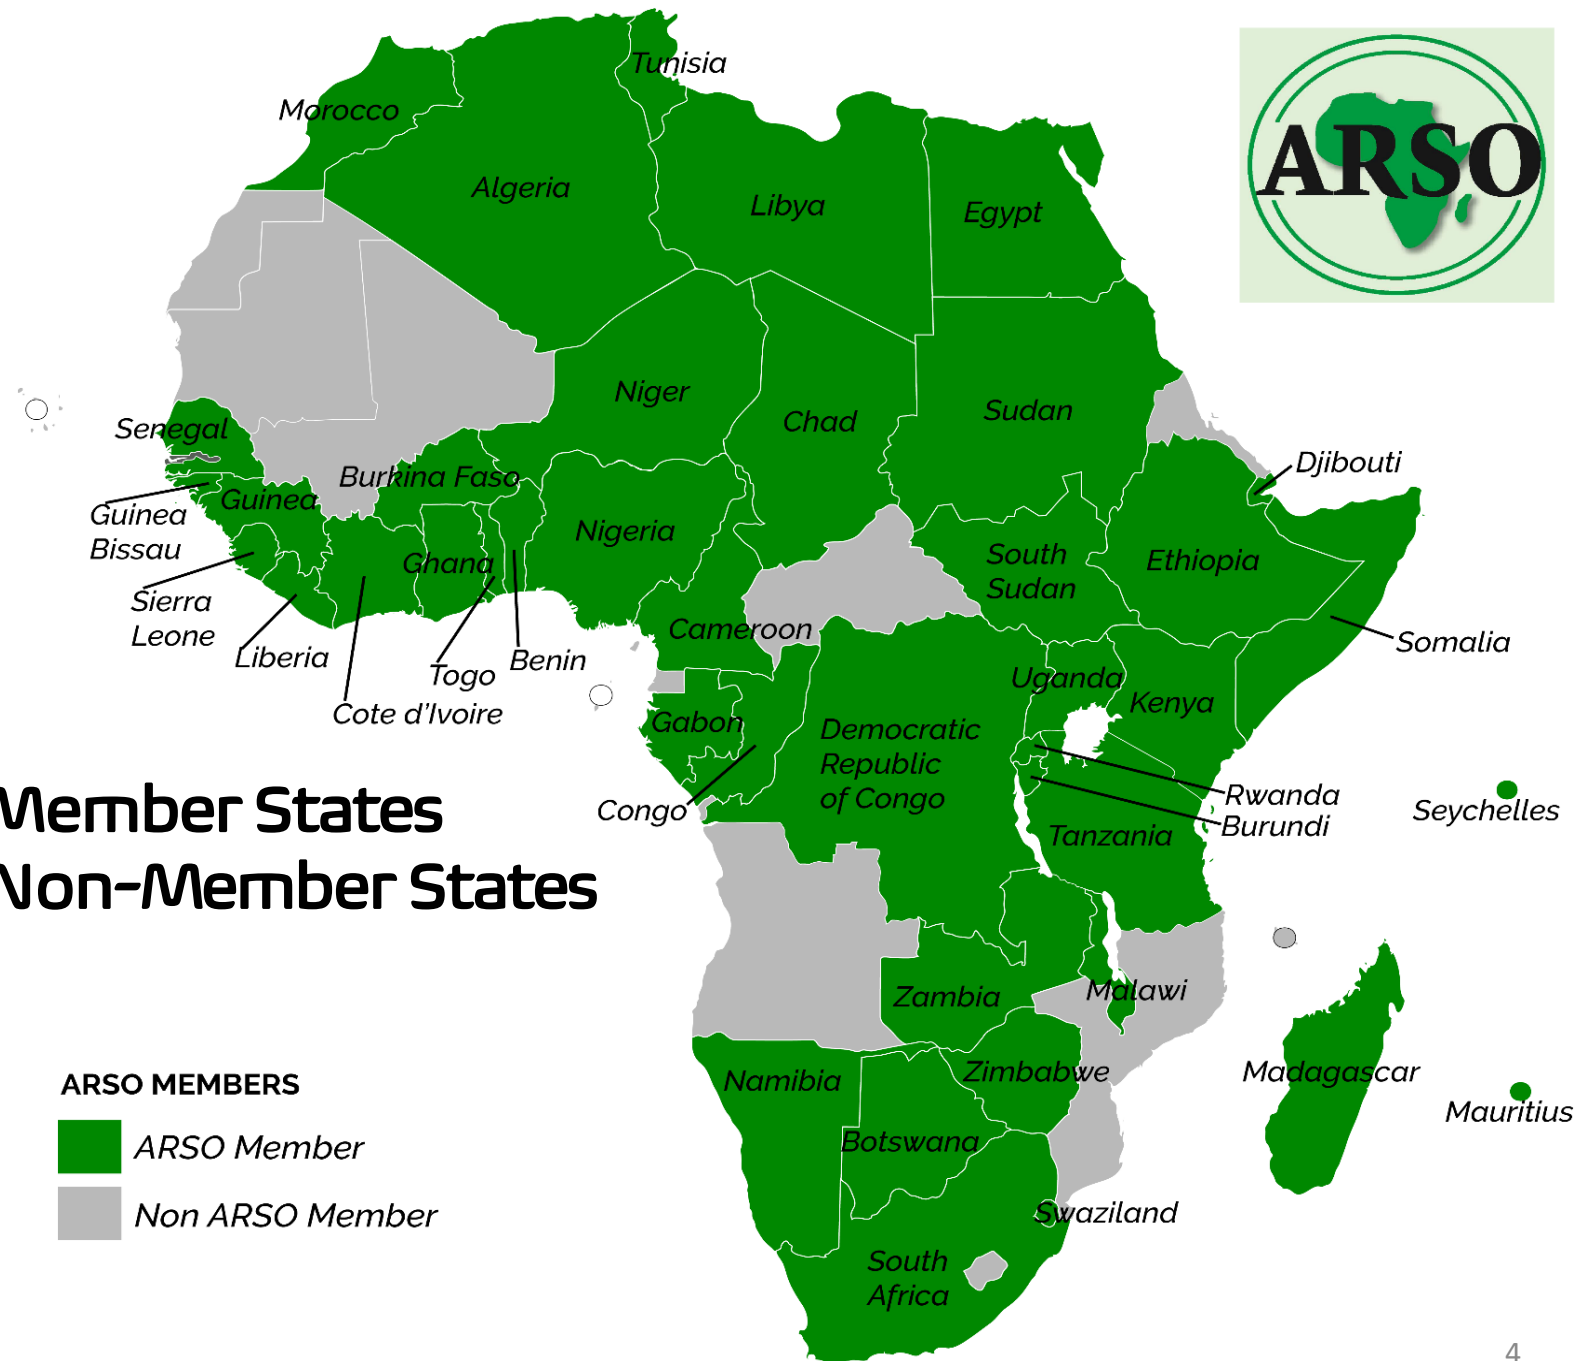 Tunisia
Morocco
ARSO
Algeria
Libya
Egypt
Niger
Chad
Sudan
Senegal
Djibouti
Burkina Faso
Guinea
Guinea
Bissau
Nigeria
South
Sudan
Ethiopia
Ghana
Sierra
Leone
Cameroon
Somalia
Liberia
Togo
Benin
Uganda
Kenya
Cote d'Ivoire
Gabon
Democratic
Republic
of Congo
Congo
Rwanda
Burundi
Seychelles
Tanzania
Member States
Non-Member States
Zambia
Malawi
Madagascar
Mauritius
Namibia
Zimbabwe
Botswana
Swaziland
South
Africa
ARSO MEMBERS
ARSO Member
Non ARSO Member
4